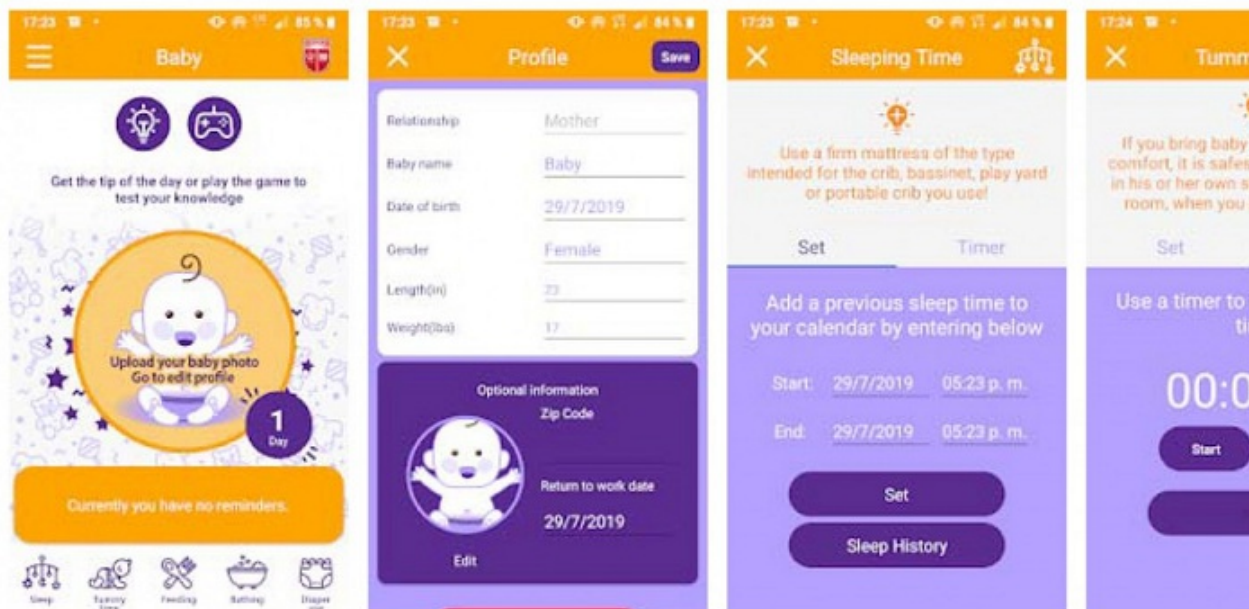 17:23
85 %
Baby
Get the tip of the day or play the game to
test your knowledge
Upload your baby photo
Go to edit profile
1
Day
Currently you have no reminders.
Sleep
Tummy
Feeding
Bathing
Diaper
17:23
84 %
Profile
Save
Relationship
Mother
Baby name
Baby
Date of birth
29/7/2019
Gender
Female
Length(in)
23
Weight(lbs)
17
Optional information
Zip Code
Return to work date
29/7/2019
Edit
17:23
84 %
Sleeping Time
Use a firm mattress of the type
intended for the crib, bassinet, play yard
or portable crib you use!
Set
Timer
Add a previous sleep time to
your calendar by entering below
Start: 29/7/2019 05:23 p. m.
End: 29/7/2019 05:23 p. m.
Set
Sleep History
17:24
Tumm
If you bring baby
comfort, it is safes
in his or her own s
room, when you
Set
Use a timer to
ti
00:0
Start